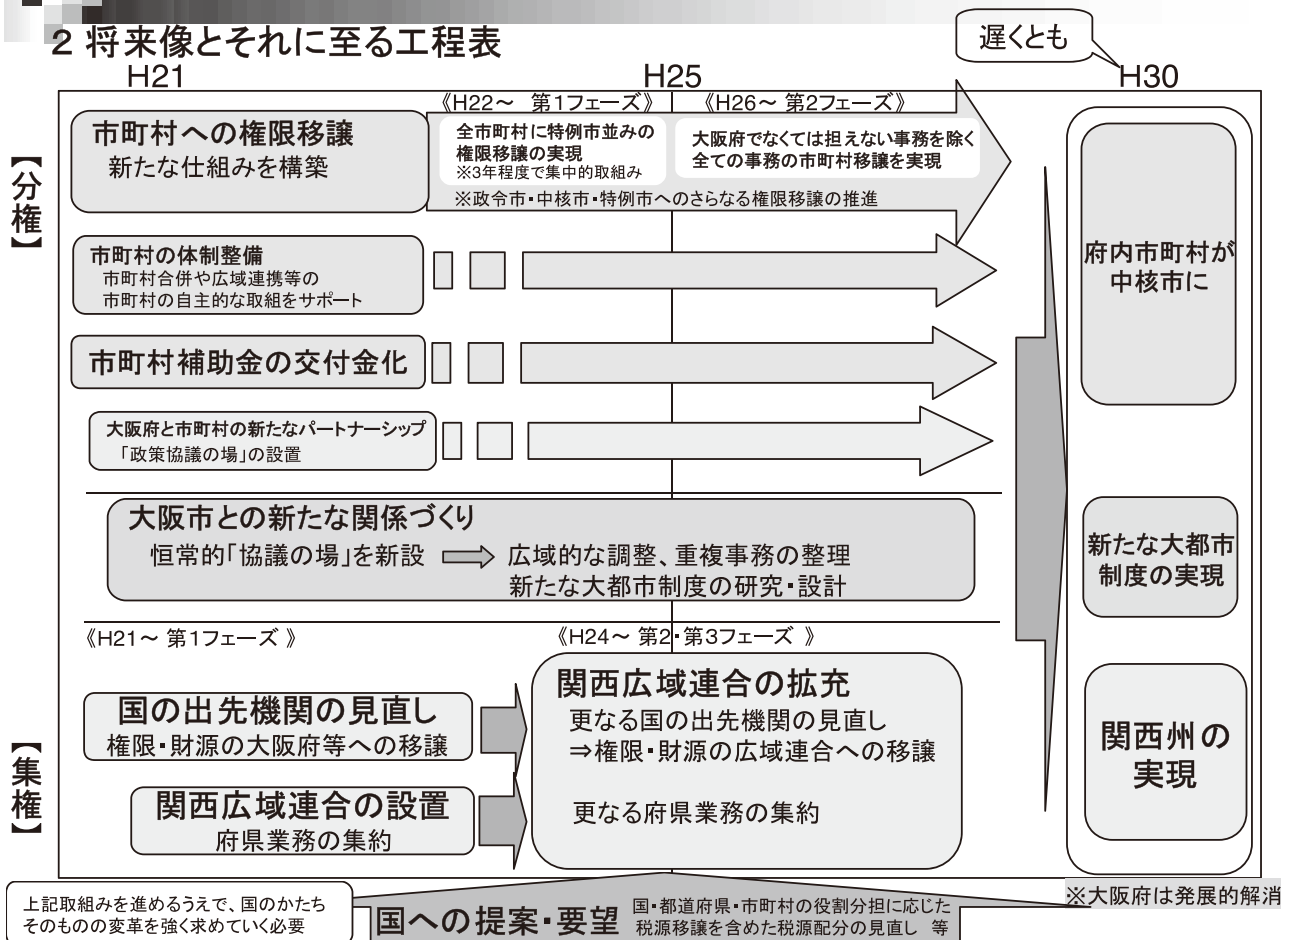 2 将来像とそれに至る工程表
遅くとも
H21
H25
H30
【分権】
市町村への権限移譲
新たな仕組みを構築
《H22~ 第1フェーズ》
全市町村に特例市並みの
権限移譲の実現
※3年程度で集中的取組み
《H26~ 第2フェーズ》
大阪府でなくては担えない事務を除く
全ての事務の市町村移譲を実現
※政令市・中核市・特例市へのさらなる権限移譲の推進
市町村の体制整備
市町村合併や広域連携等の
市町村の自主的な取組をサポート
市町村補助金の交付金化
大阪府と市町村の新たなパートナーシップ
「政策協議の場」の設置
大阪市との新たな関係づくり
恒常的「協議の場」を新設
広域的な調整、重複事務の整理
新たな大都市制度の研究・設計
【集権】
《H21~ 第1フェーズ 》
国の出先機関の見直し
権限・財源の大阪府等への移譲
関西広域連合の設置
府県業務の集約
《H24~ 第2・第3フェーズ 》
関西広域連合の拡充
更なる国の出先機関の見直し
⇒権限・財源の広域連合への移譲
更なる府県業務の集約
府内市町村が
中核市に
新たな大都市
制度の実現
関西州の
実現
※大阪府は発展的解消
上記取組みを進めるうえで、国のかたち
そのものの変革を強く求めていく必要
国への提案・要望
国・都道府県・市町村の役割分担に応じた
税源移譲を含めた税源配分の見直し 等